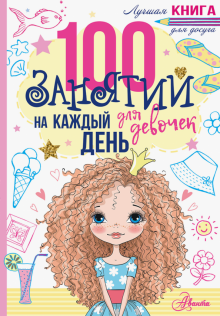 Лучшая КНИГА
для досуга
100
ЗАНЯТИЙ
НА КАЖДЫЙ для девочек
ДЕНЬ
Аванта